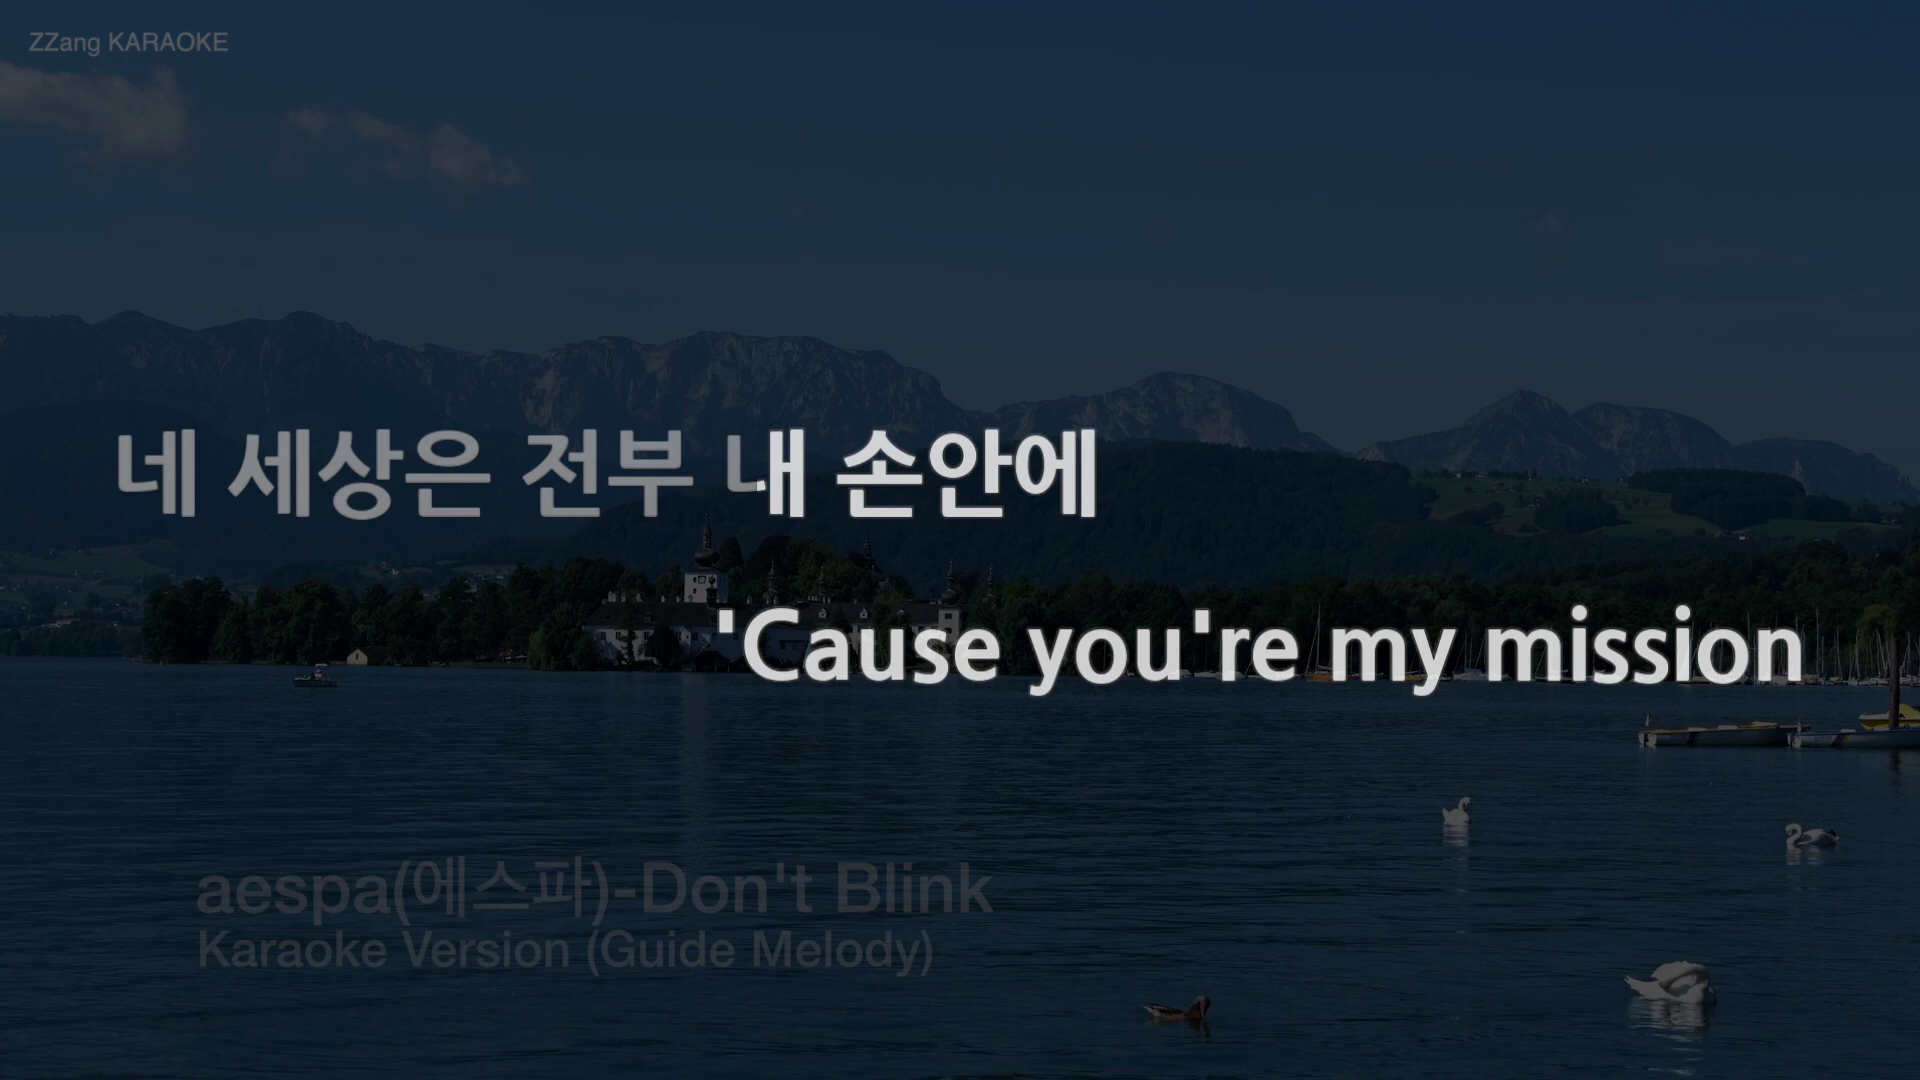 ZZang KARAOKE
네 세상은 전부 내 손안에
'Cause you're my mission
aespa(에스파)-Don't Blink
Karaoke Version (Guide Melody)